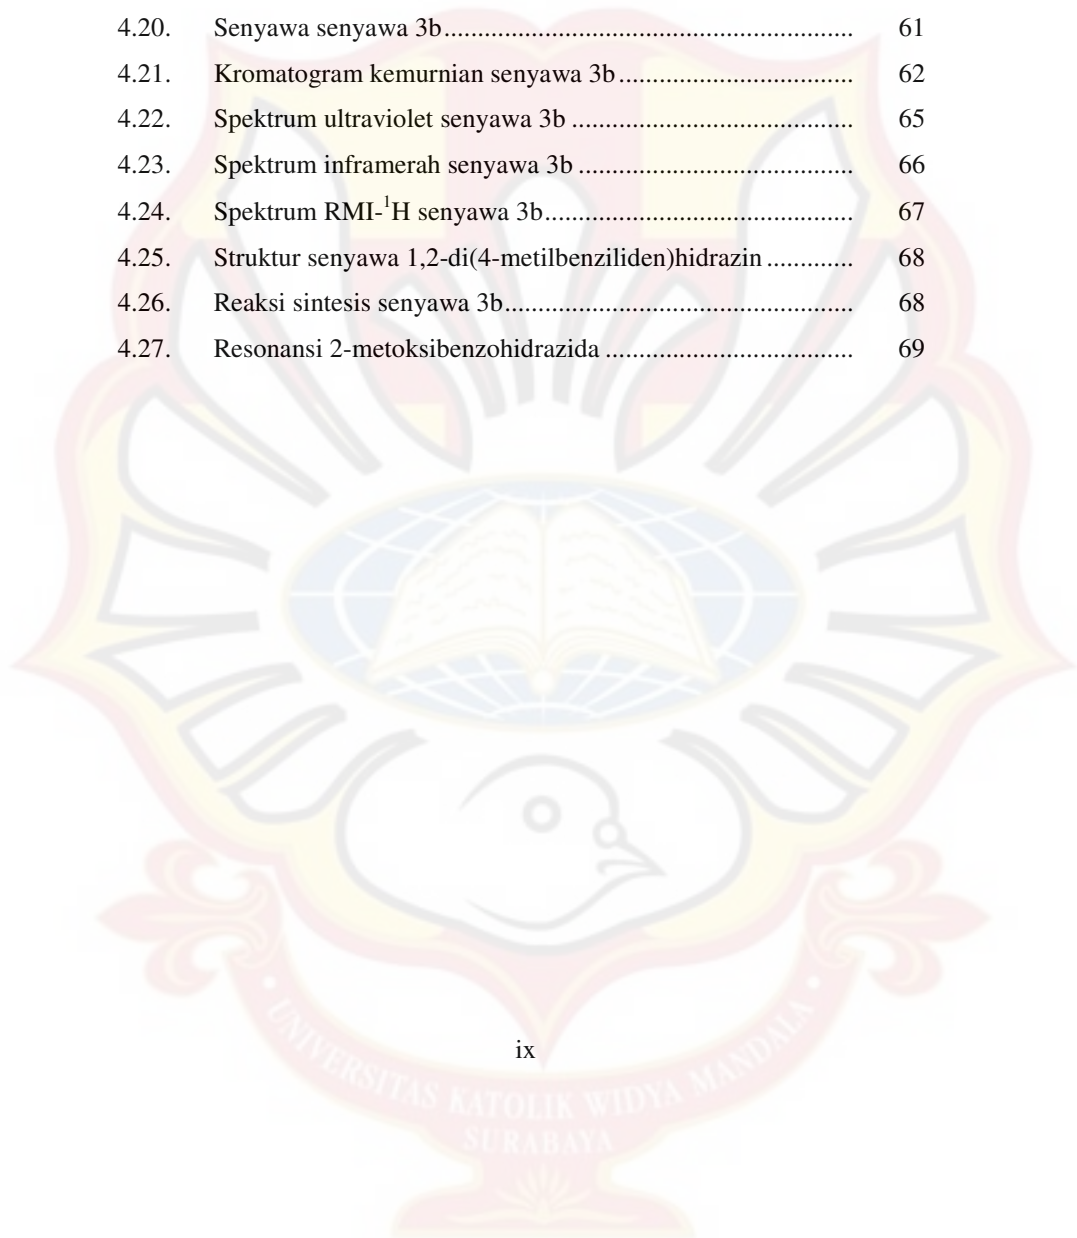 4.20. Senyawa senyawa 3b............................................................. 61
4.21. Kromatogram kemurnian senyawa 3b................................... 62
4.22. Spektrum ultraviolet senyawa 3b .......................................... 65
4.23. Spektrum inframerah senyawa 3b ......................................... 66
4.24. Spektrum RMI-¹H senyawa 3b.............................................. 67
4.25. Struktur senyawa 1,2-di(4-metilbenziliden)hidrazin ............. 68
4.26. Reaksi sintesis senyawa 3b.................................................... 68
4.27. Resonansi 2-metoksibenzohidrazida ..................................... 69
ix
UNIVERSITAS KATOLIK WIDYA MANDALA
SURABAYA